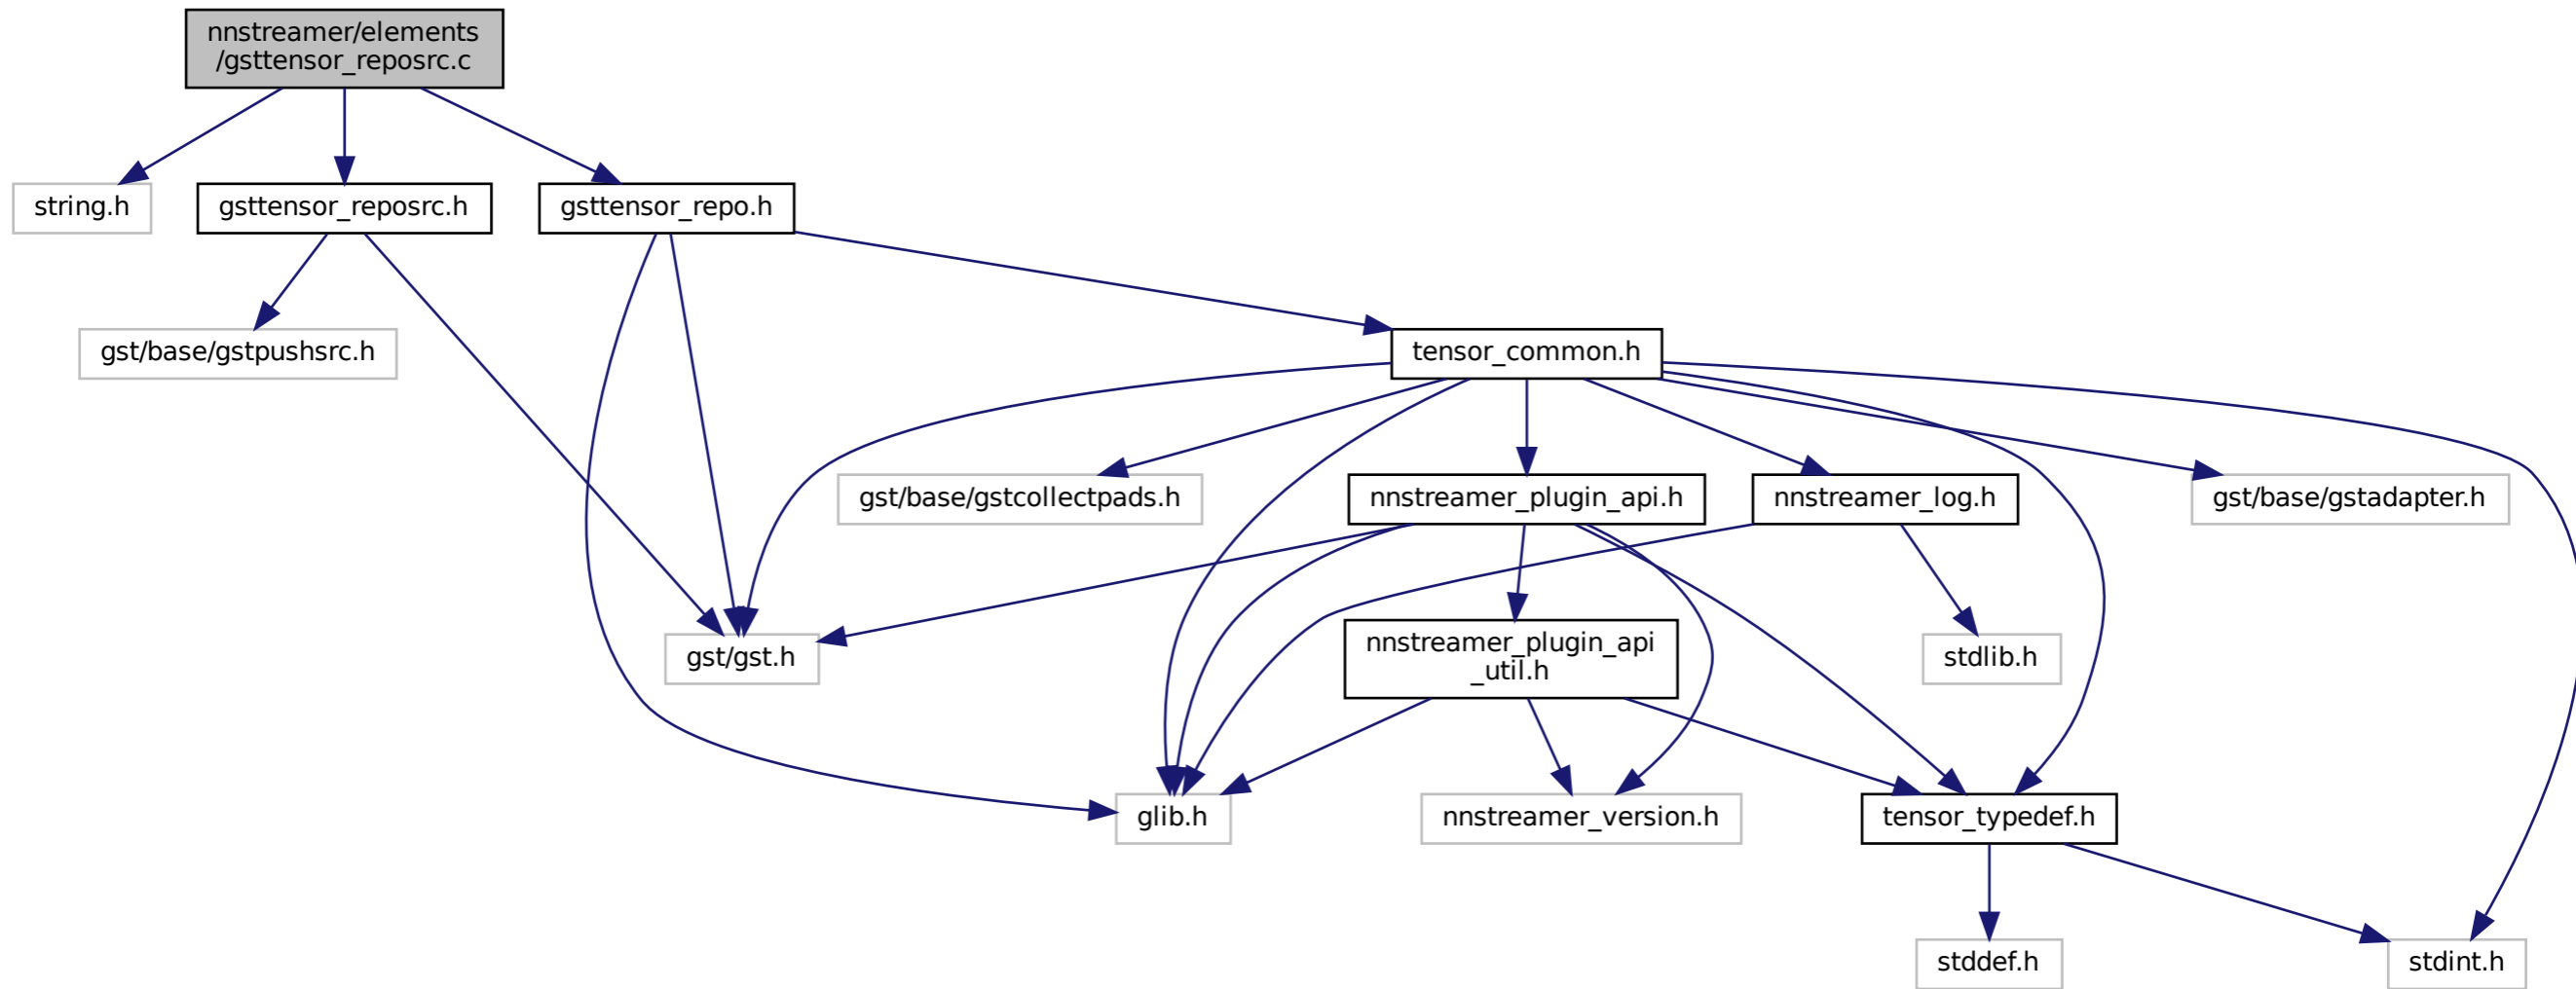 nnstreamer/elements
/gsttensor_reposrc.c
string.h
gsttensor_reposrc.h
gsttensor_repo.h
gst/base/gstpushsrc.h
tensor_common.h
gst/base/gstcollectpads.h
nnstreamer_plugin_api.h
nnstreamer_log.h
gst/base/gstadapter.h
gst/gst.h
nnstreamer_plugin_api
_util.h
stdlib.h
glib.h
nnstreamer_version.h
tensor_typedef.h
stddef.h
stdint.h